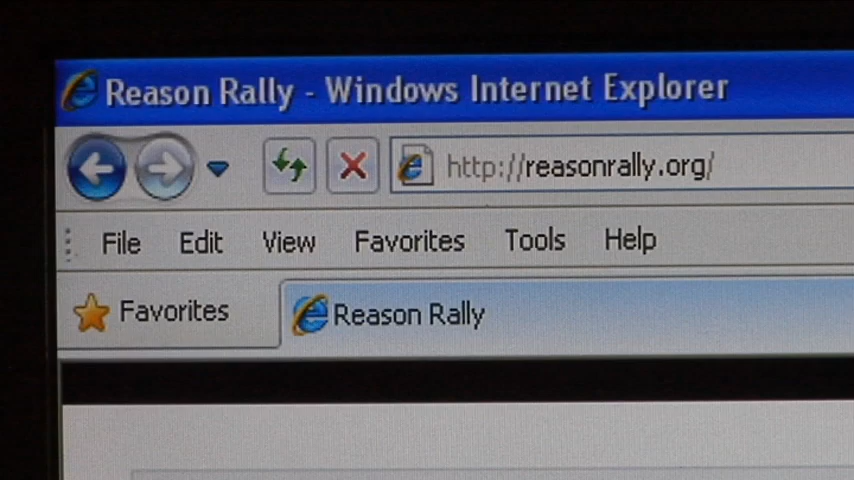 Reason Rally - Windows Internet Explorer
http://reasonrally.org/
File Edit View Favorites Tools Help
Favorites Reason Rally